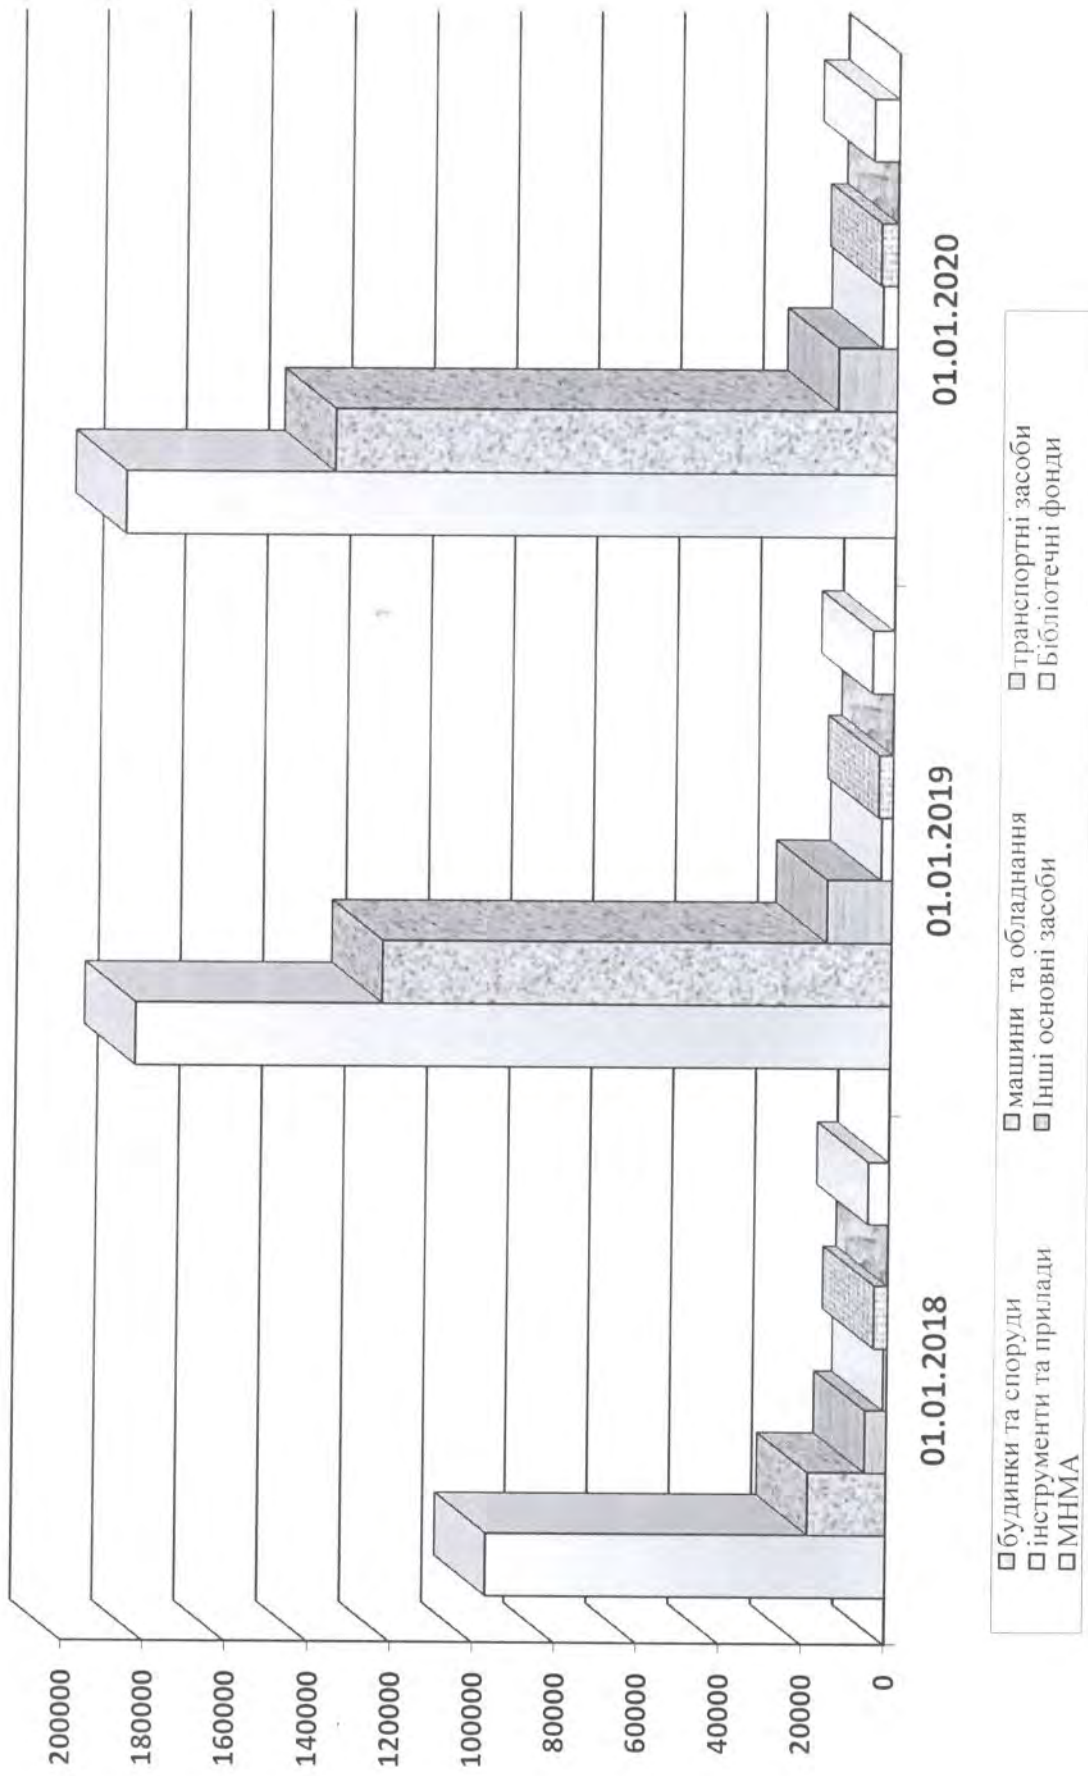 200000
180000
160000
140000
120000
100000
80000
60000
40000
20000
0
01.01.2018
01.01.2019
01.01.2020
будинки та споруди
машини та обладнання
транспортні засоби
інструменти та прилади
Інші основні засоби
Бібліотечні фонди
МНМА